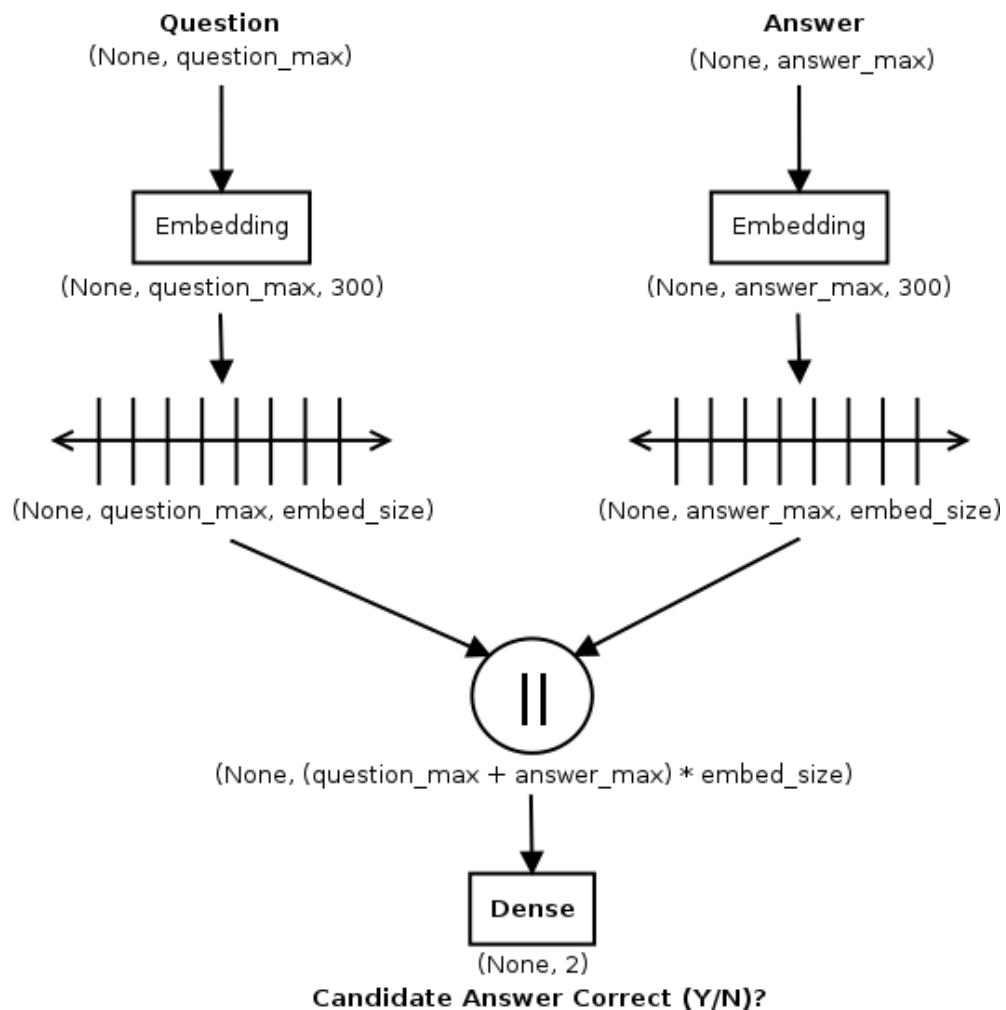 Question
(None, question_max)
Answer
(None, answer_max)
Embedding
Embedding
(None, question_max, 300)
(None, answer_max, 300)
(None, question_max, embed_size)
(None, answer_max, embed_size)
||
(None, (question_max + answer_max) * embed_size)
Dense
(None, 2)
Candidate Answer Correct (Y/N)?